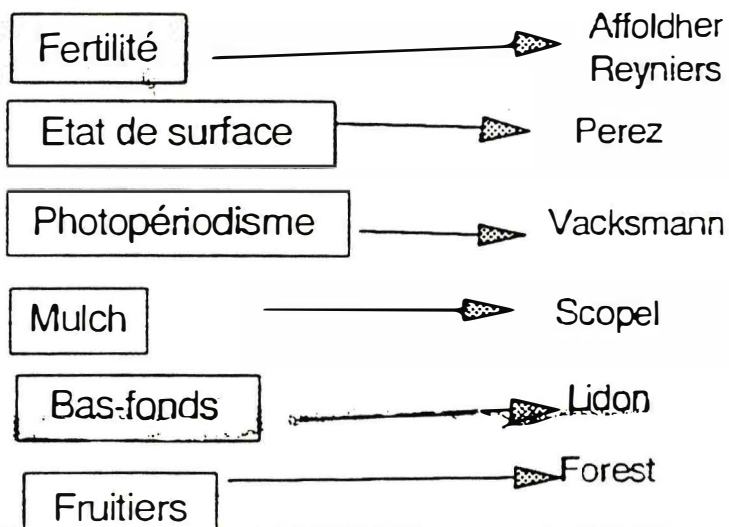 Fertilité
Affoldher
Reyniers
Etat de surface
Perez
Photopériodisme
Vacksmann
Mulch
Scopel
Bas-fonds
Lidon
Forest
Fruitiers